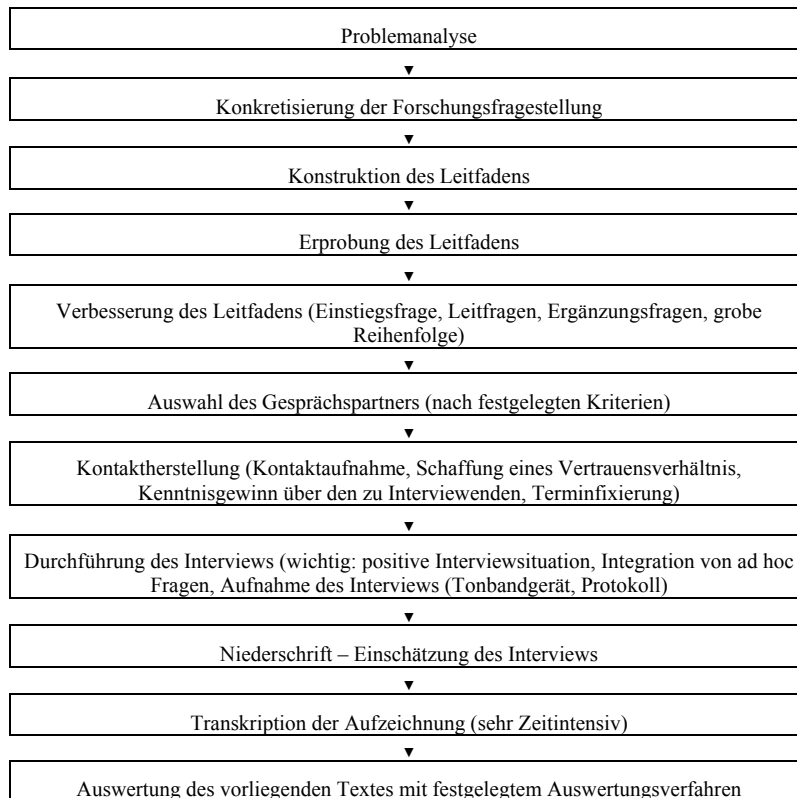 Problemanalyse
▼
Konkretisierung der Forschungsfragestellung
▼
Konstruktion des Leitfadens
▼
Erprobung des Leitfadens
▼
Verbesserung des Leitfadens (Einstiegsfrage, Leitfragen, Ergänzungsfragen, grobe
Reihenfolge)
▼
Auswahl des Gesprächspartners (nach festgelegten Kriterien)
▼
Kontaktherstellung (Kontaktaufnahme, Schaffung eines Vertrauensverhältnis,
Kenntnisgewinn über den zu Interviewenden, Terminfixierung)
▼
Durchführung des Interviews (wichtig: positive Interviewsituation, Integration von ad hoc
Fragen, Aufnahme des Interviews (Tonbandgerät, Protokoll)
▼
Niederschrift – Einschätzung des Interviews
▼
Transkription der Aufzeichnung (sehr Zeitintensiv)
▼
Auswertung des vorliegenden Textes mit festgelegtem Auswertungsverfahren